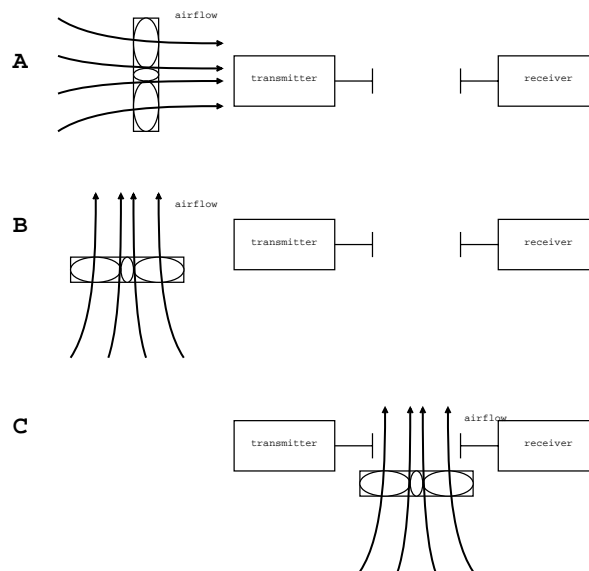 airflow
A
transmitter receiver
airflow
B
transmitter receiver
C
airflow
transmitter receiver